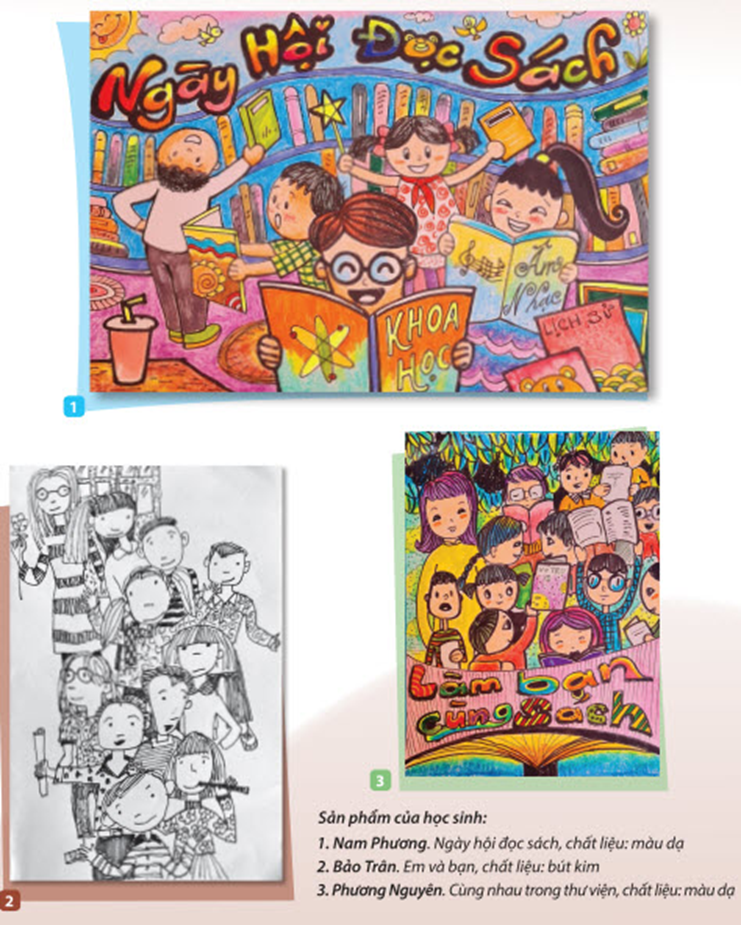 Ngày Hội Đọc Sách
Âm
Nhạc
KHOA
HỌC
LỊCH SỬ
1
Làm bạn
cùng Sách
3
Sản phẩm của học sinh:
1. Nam Phương. Ngày hội đọc sách, chất liệu: màu dạ
2. Bảo Trân. Em và bạn, chất liệu: bút kim
3. Phương Nguyên. Cùng nhau trong thư viện, chất liệu: màu dạ
2